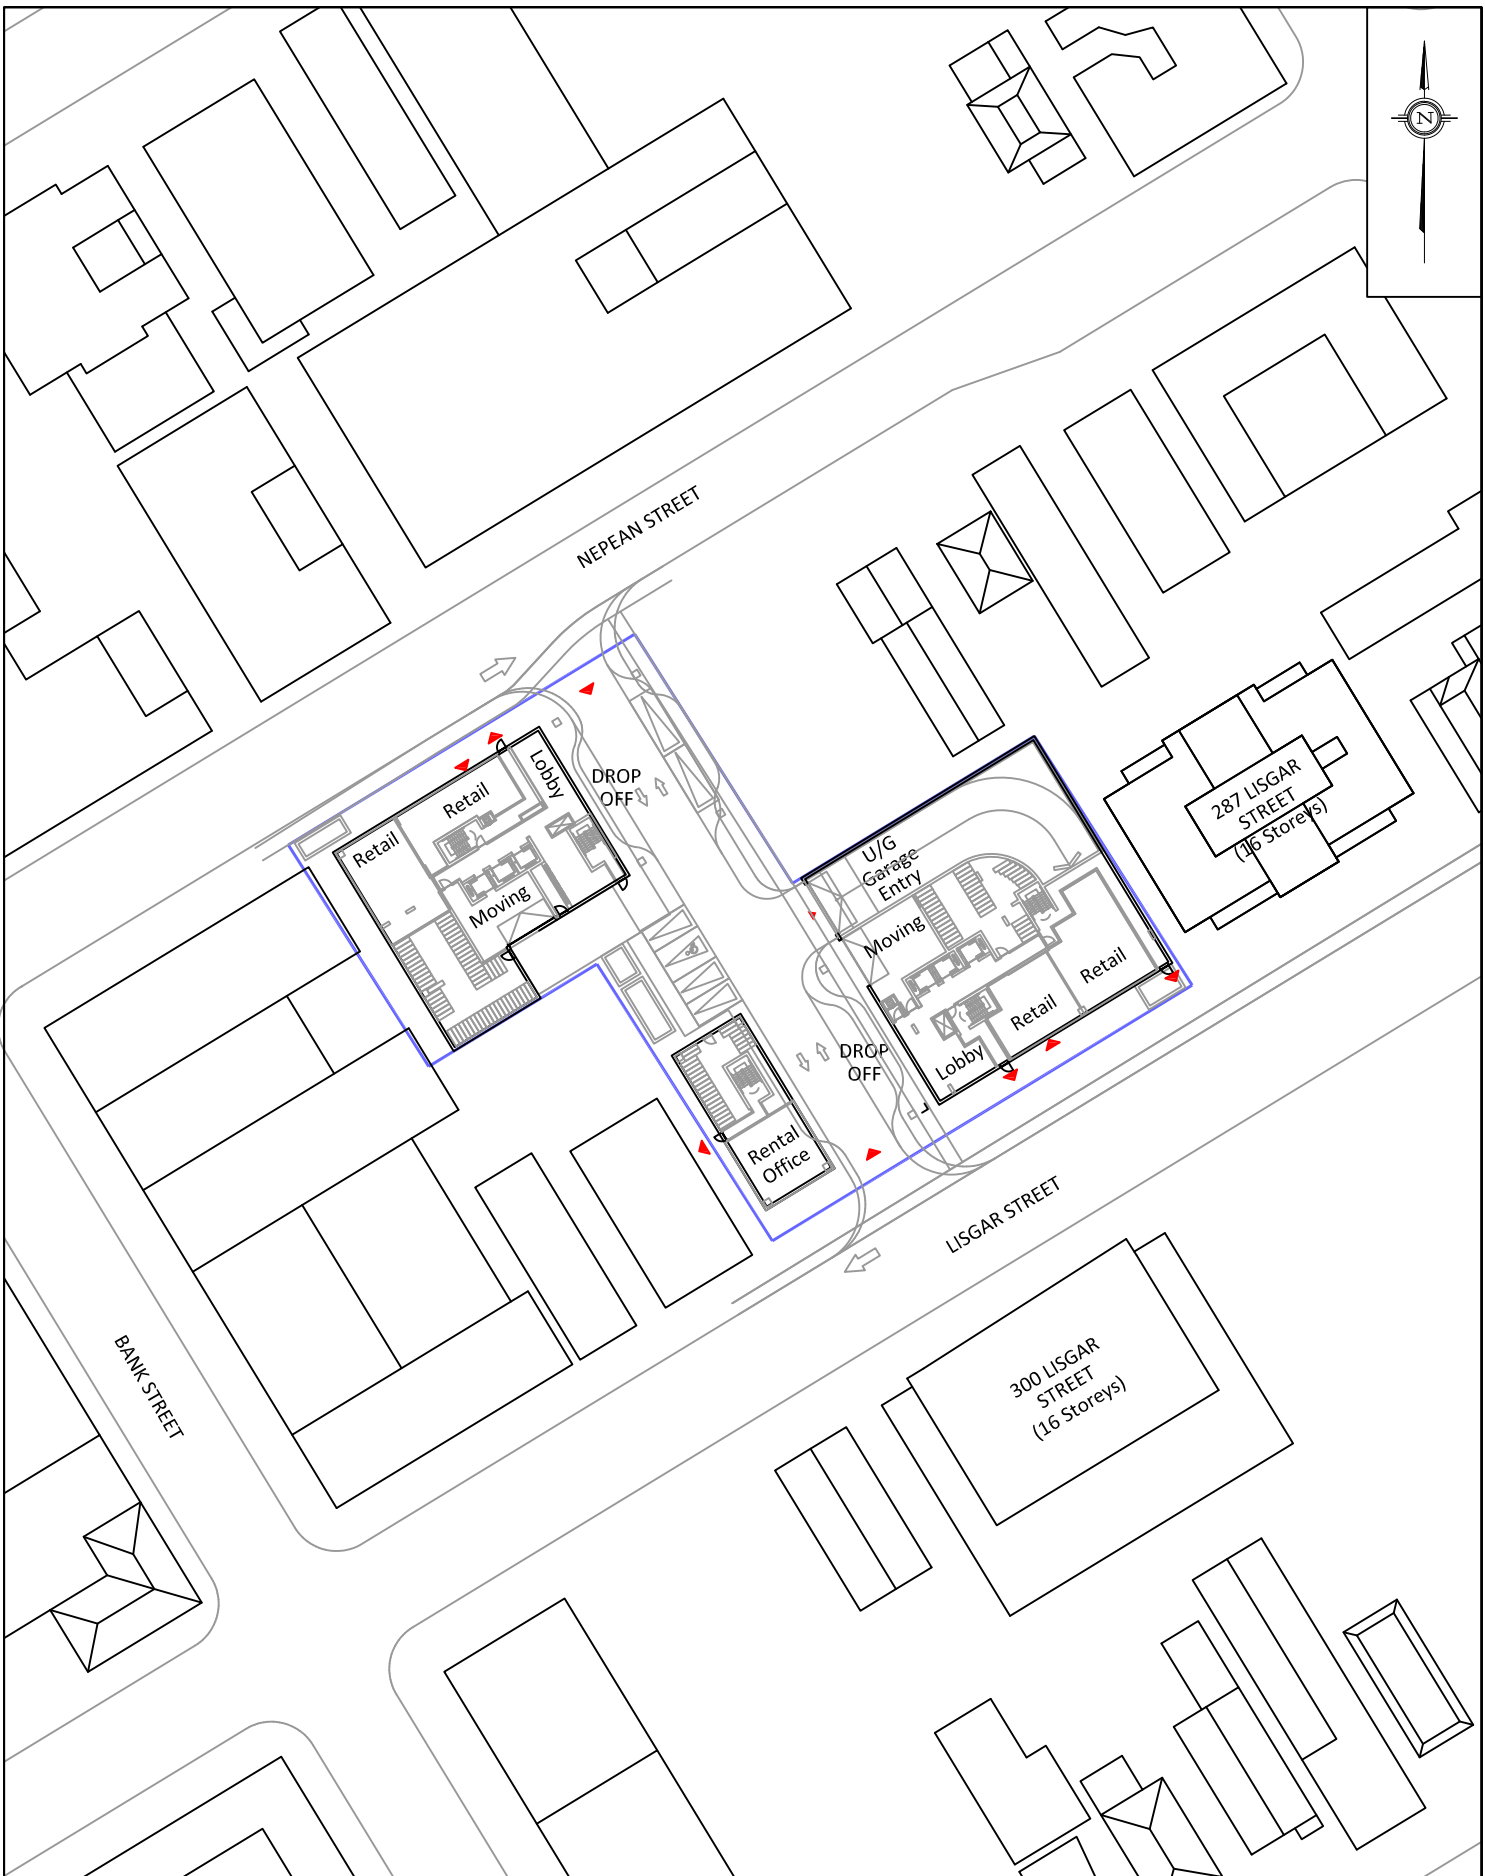 N
NEPEAN STREET
Lobby
DROP
OFF
Retail
Retail
Moving
287 LISGAR
STREET
(16 Storeys)
U/G
Garage
Entry
Moving
Retail
Retail
Lobby
DROP
OFF
Rental
Office
LISGAR STREET
BANK STREET
300 LISGAR
STREET
(16 Storeys)